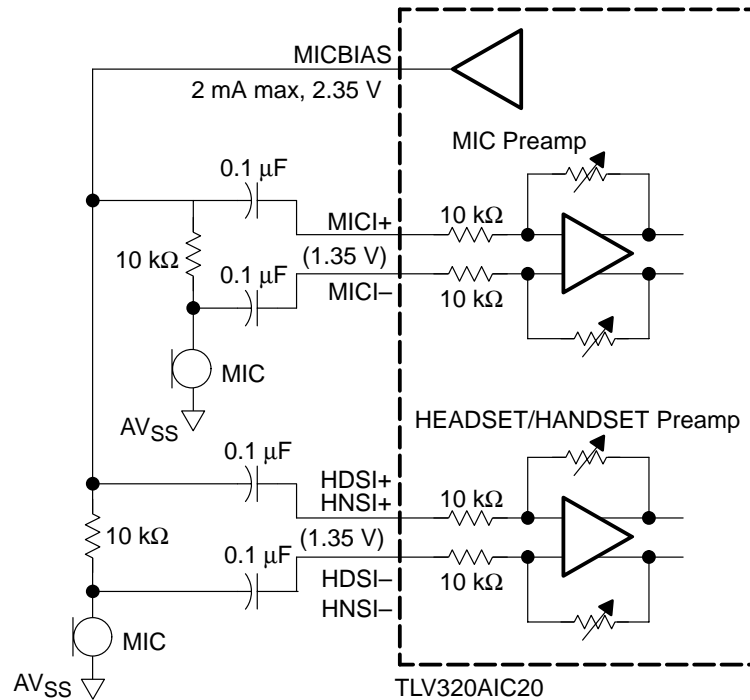 MICBIAS
2 mA max, 2.35 V
MIC Preamp
0.1 μF
MICI+
10 kΩ
10 kΩ
(1.35 V)
0.1 μF
MICI–
10 kΩ
MIC
AVSS
HEADSET/HANDSET Preamp
0.1 μF
HDSI+
HNSI+
10 kΩ
10 kΩ
(1.35 V)
0.1 μF
10 kΩ
HDSI–
HNSI–
MIC
AVSS
TLV320AIC20